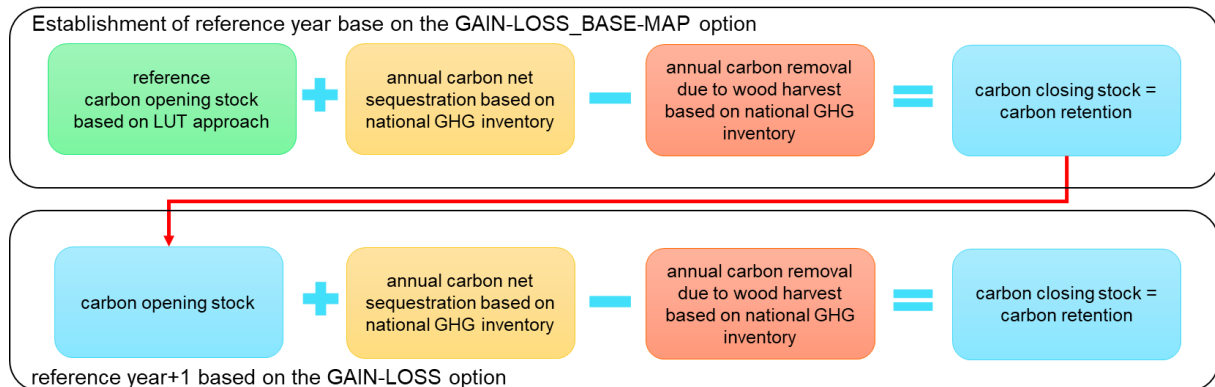 Establishment of reference year base on the GAIN-LOSS_BASE-MAP option
reference
carbon opening stock
based on LUT approach
annual carbon net
sequestration based on
national GHG inventory
annual carbon removal
due to wood harvest
based on national GHG
inventory
carbon closing stock =
carbon retention
carbon opening stock
annual carbon net
sequestration based on
national GHG inventory
annual carbon removal
due to wood harvest
based on national GHG
inventory
carbon closing stock =
carbon retention
reference year+1 based on the GAIN-LOSS option